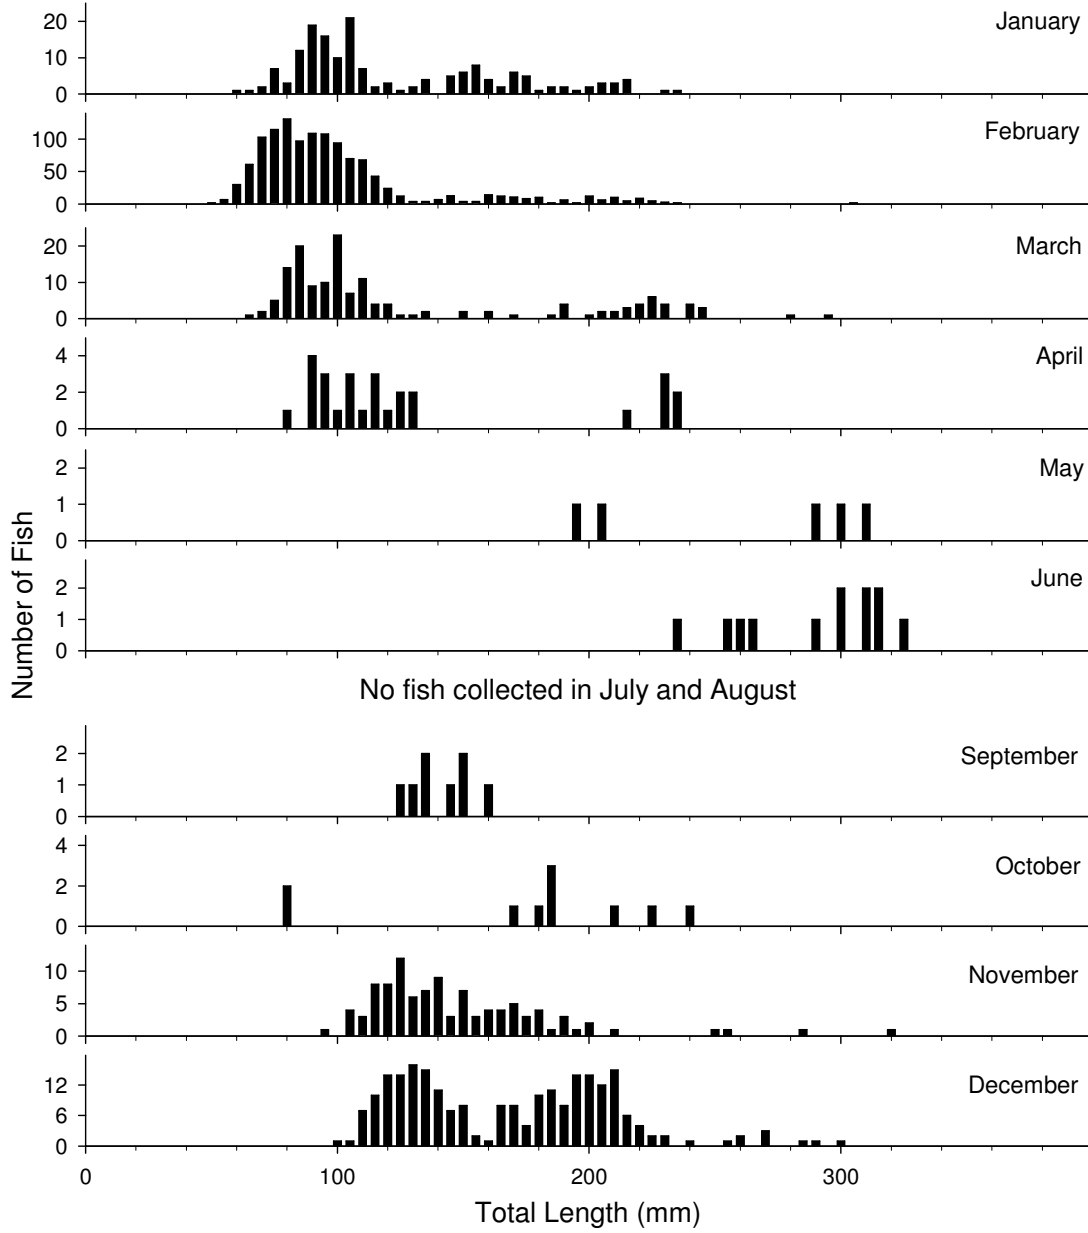 January
20
10
0
February
100
50
0
March
20
10
0
April
4
2
0
May
2
1
0
June
2
1
0
Number of Fish
No fish collected in July and August
September
2
1
0
October
4
2
0
November
10
5
0
December
12
6
0
0 100 200 300
Total Length (mm)